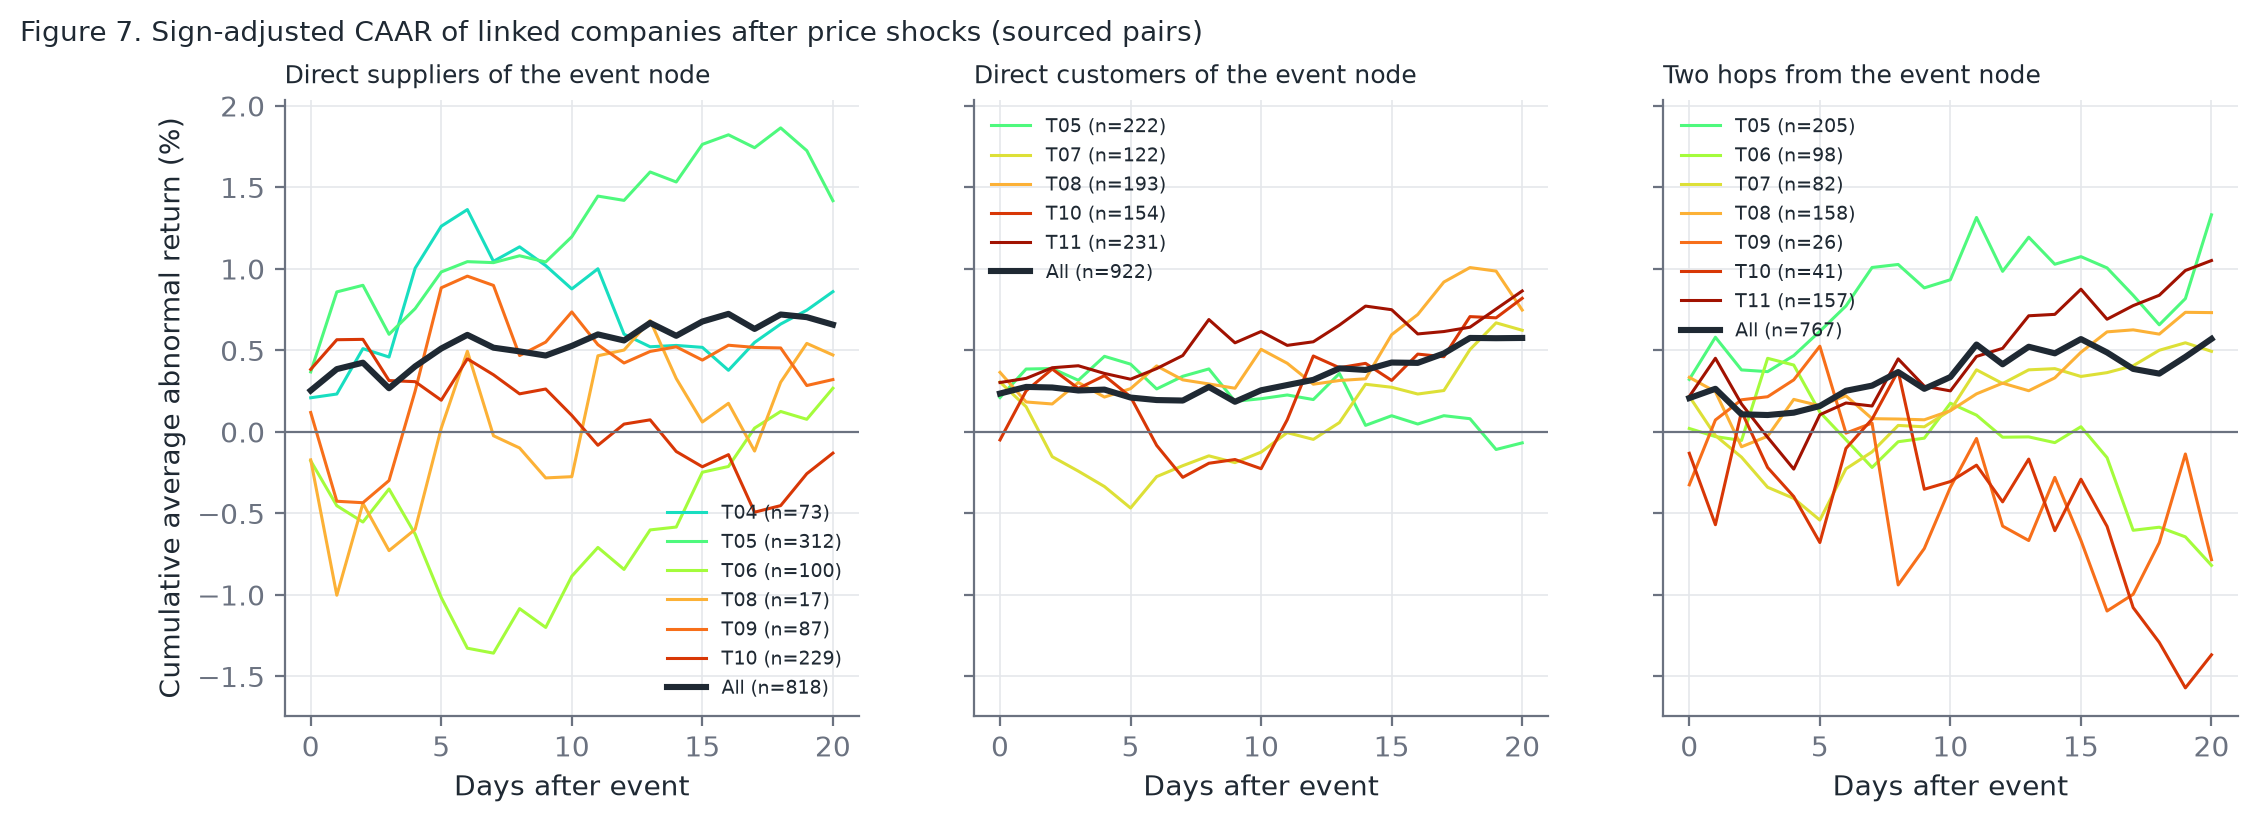 Figure 7. Sign-adjusted CAAR of linked companies after price shocks (sourced pairs)
Direct suppliers of the event node
Cumulative average abnormal return (%)
2.0
1.5
1.0
0.5
0.0
−0.5
−1.0
−1.5
T04 (n=73)
T05 (n=312)
T06 (n=100)
T08 (n=17)
T09 (n=87)
T10 (n=229)
All (n=818)
0 5 10 15 20
Days after event
Direct customers of the event node
T05 (n=222)
T07 (n=122)
T08 (n=193)
T10 (n=154)
T11 (n=231)
All (n=922)
0 5 10 15 20
Days after event
Two hops from the event node
T05 (n=205)
T06 (n=98)
T07 (n=82)
T08 (n=158)
T09 (n=26)
T10 (n=41)
T11 (n=157)
All (n=767)
0 5 10 15 20
Days after event